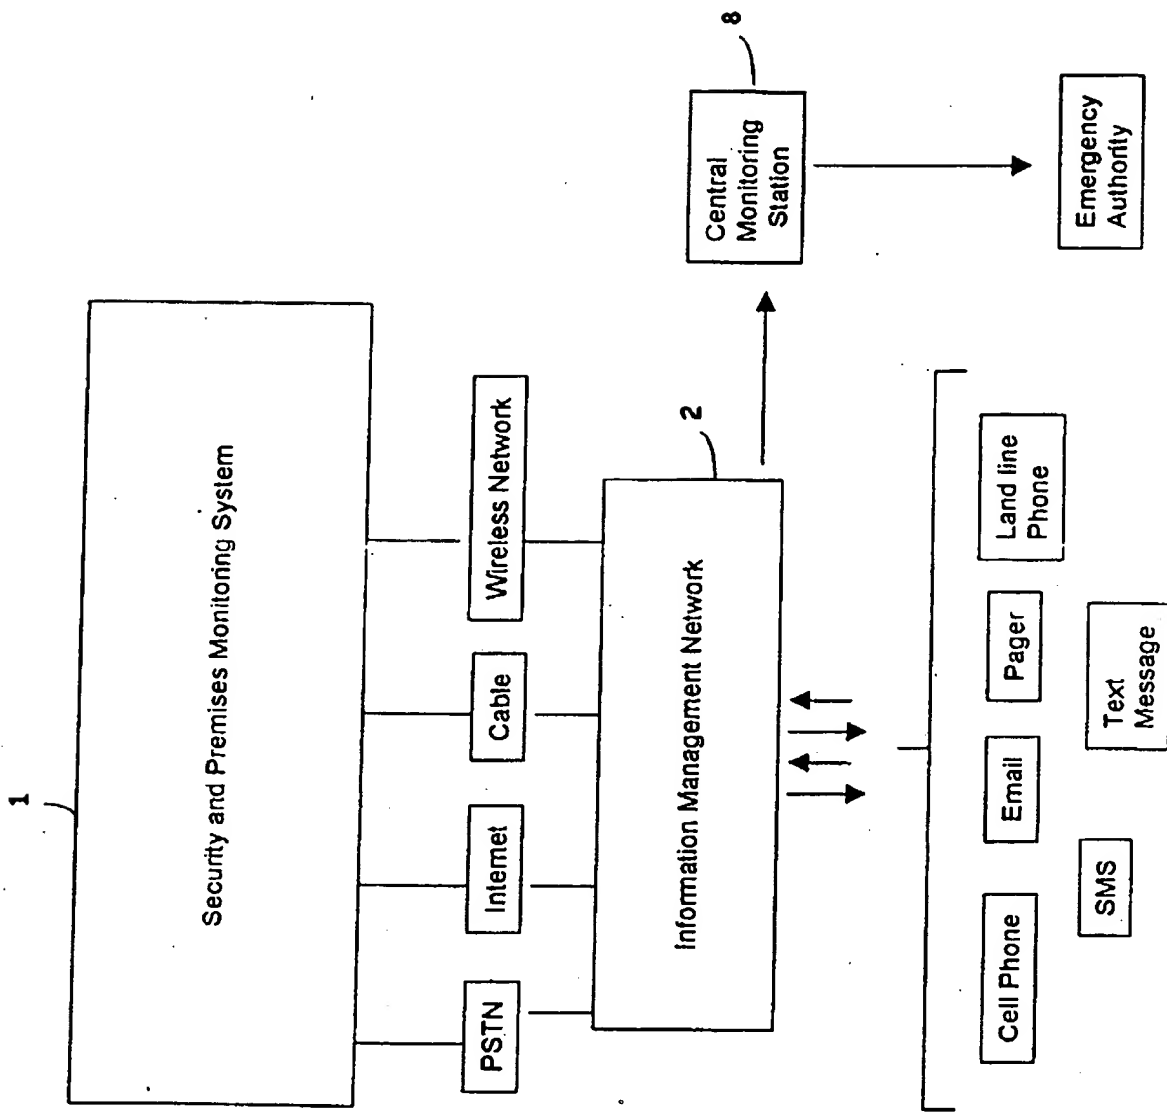 1
Security and Premises Monitoring System
PSTN
Internet
Cable
Wireless Network
Information Management Network
2
Central
Monitoring
Station
8
Emergency
Authority
Cell Phone
Email
Pager
Land line
Phone
SMS
Text
Message